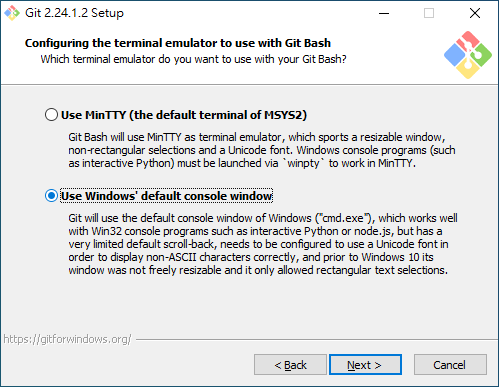 Git 2.24.1.2 Setup
Configuring the terminal emulator to use with Git Bash
Which terminal emulator do you want to use with your Git Bash?
Use MinTTY (the default terminal of MSYS2)
Git Bash will use MinTTY as terminal emulator, which sports a resizable window,
non-rectangular selections and a Unicode font. Windows console programs (such
as interactive Python) must be launched via `winpty` to work in MinTTY.
Use Windows' default console window
Git will use the default console window of Windows ("cmd.exe"), which works well
with Win32 console programs such as interactive Python or node.js, but has a
very limited default scroll-back, needs to be configured to use a Unicode font in
order to display non-ASCII characters correctly, and prior to Windows 10 its
window was not freely resizable and it only allowed rectangular text selections.
https://gitforwindows.org/
< Back
Next >
Cancel